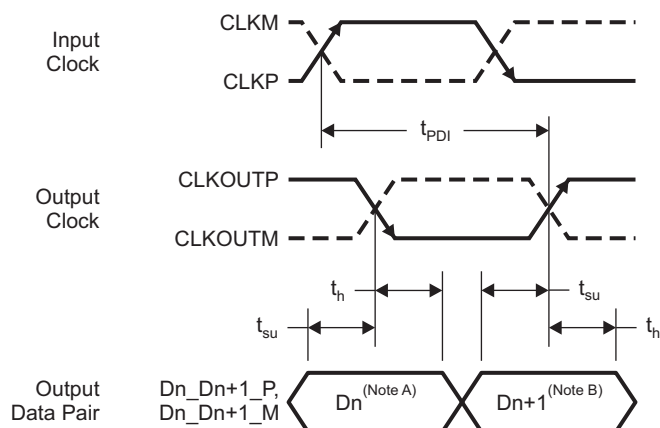 Input
Clock
CLKM
CLKP
t_PDI
Output
Clock
CLKOUTP
CLKOUTM
t_su
t_h
t_su
t_h
Output
Data Pair
Dn_Dn+1_P,
Dn_Dn+1_M
Dn(Note A)
Dn+1(Note B)